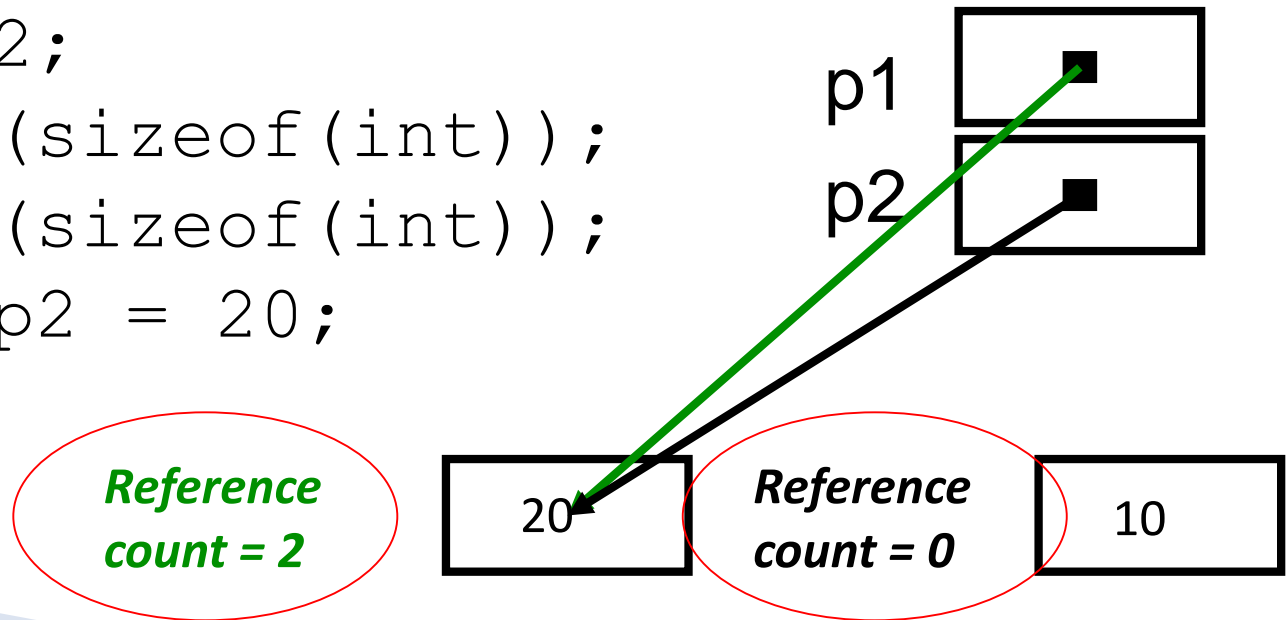 2;
(sizeof(int));
(sizeof(int));
p2 = 20;
p1
p2
Reference
count = 2
20
Reference
count = 0
10